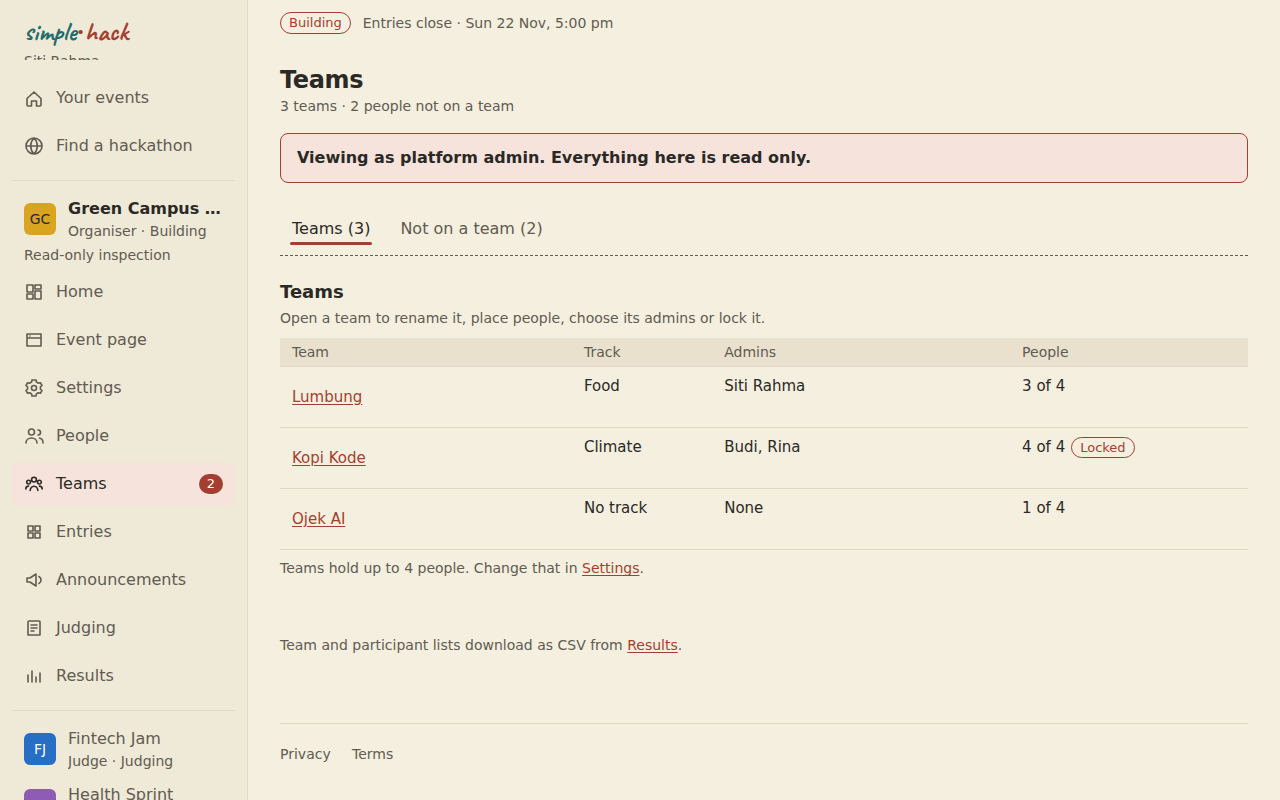 simple·hack
Siti Rahma
Your events
Find a hackathon
GC
Green Campus ...
Organiser · Building
Read-only inspection
Home
Event page
Settings
People
Teams 2
Entries
Announcements
Judging
Results
FJ
Fintech Jam
Judge · Judging
Health Sprint
Building Entries close · Sun 22 Nov, 5:00 pm
Teams
3 teams · 2 people not on a team
Viewing as platform admin. Everything here is read only.
Teams (3) Not on a team (2)
Teams
Open a team to rename it, place people, choose its admins or lock it.
Team Track Admins People
Lumbung Food Siti Rahma 3 of 4
Kopi Kode Climate Budi, Rina 4 of 4 Locked
Ojek AI No track None 1 of 4
Teams hold up to 4 people. Change that in Settings.
Team and participant lists download as CSV from Results.
Privacy Terms